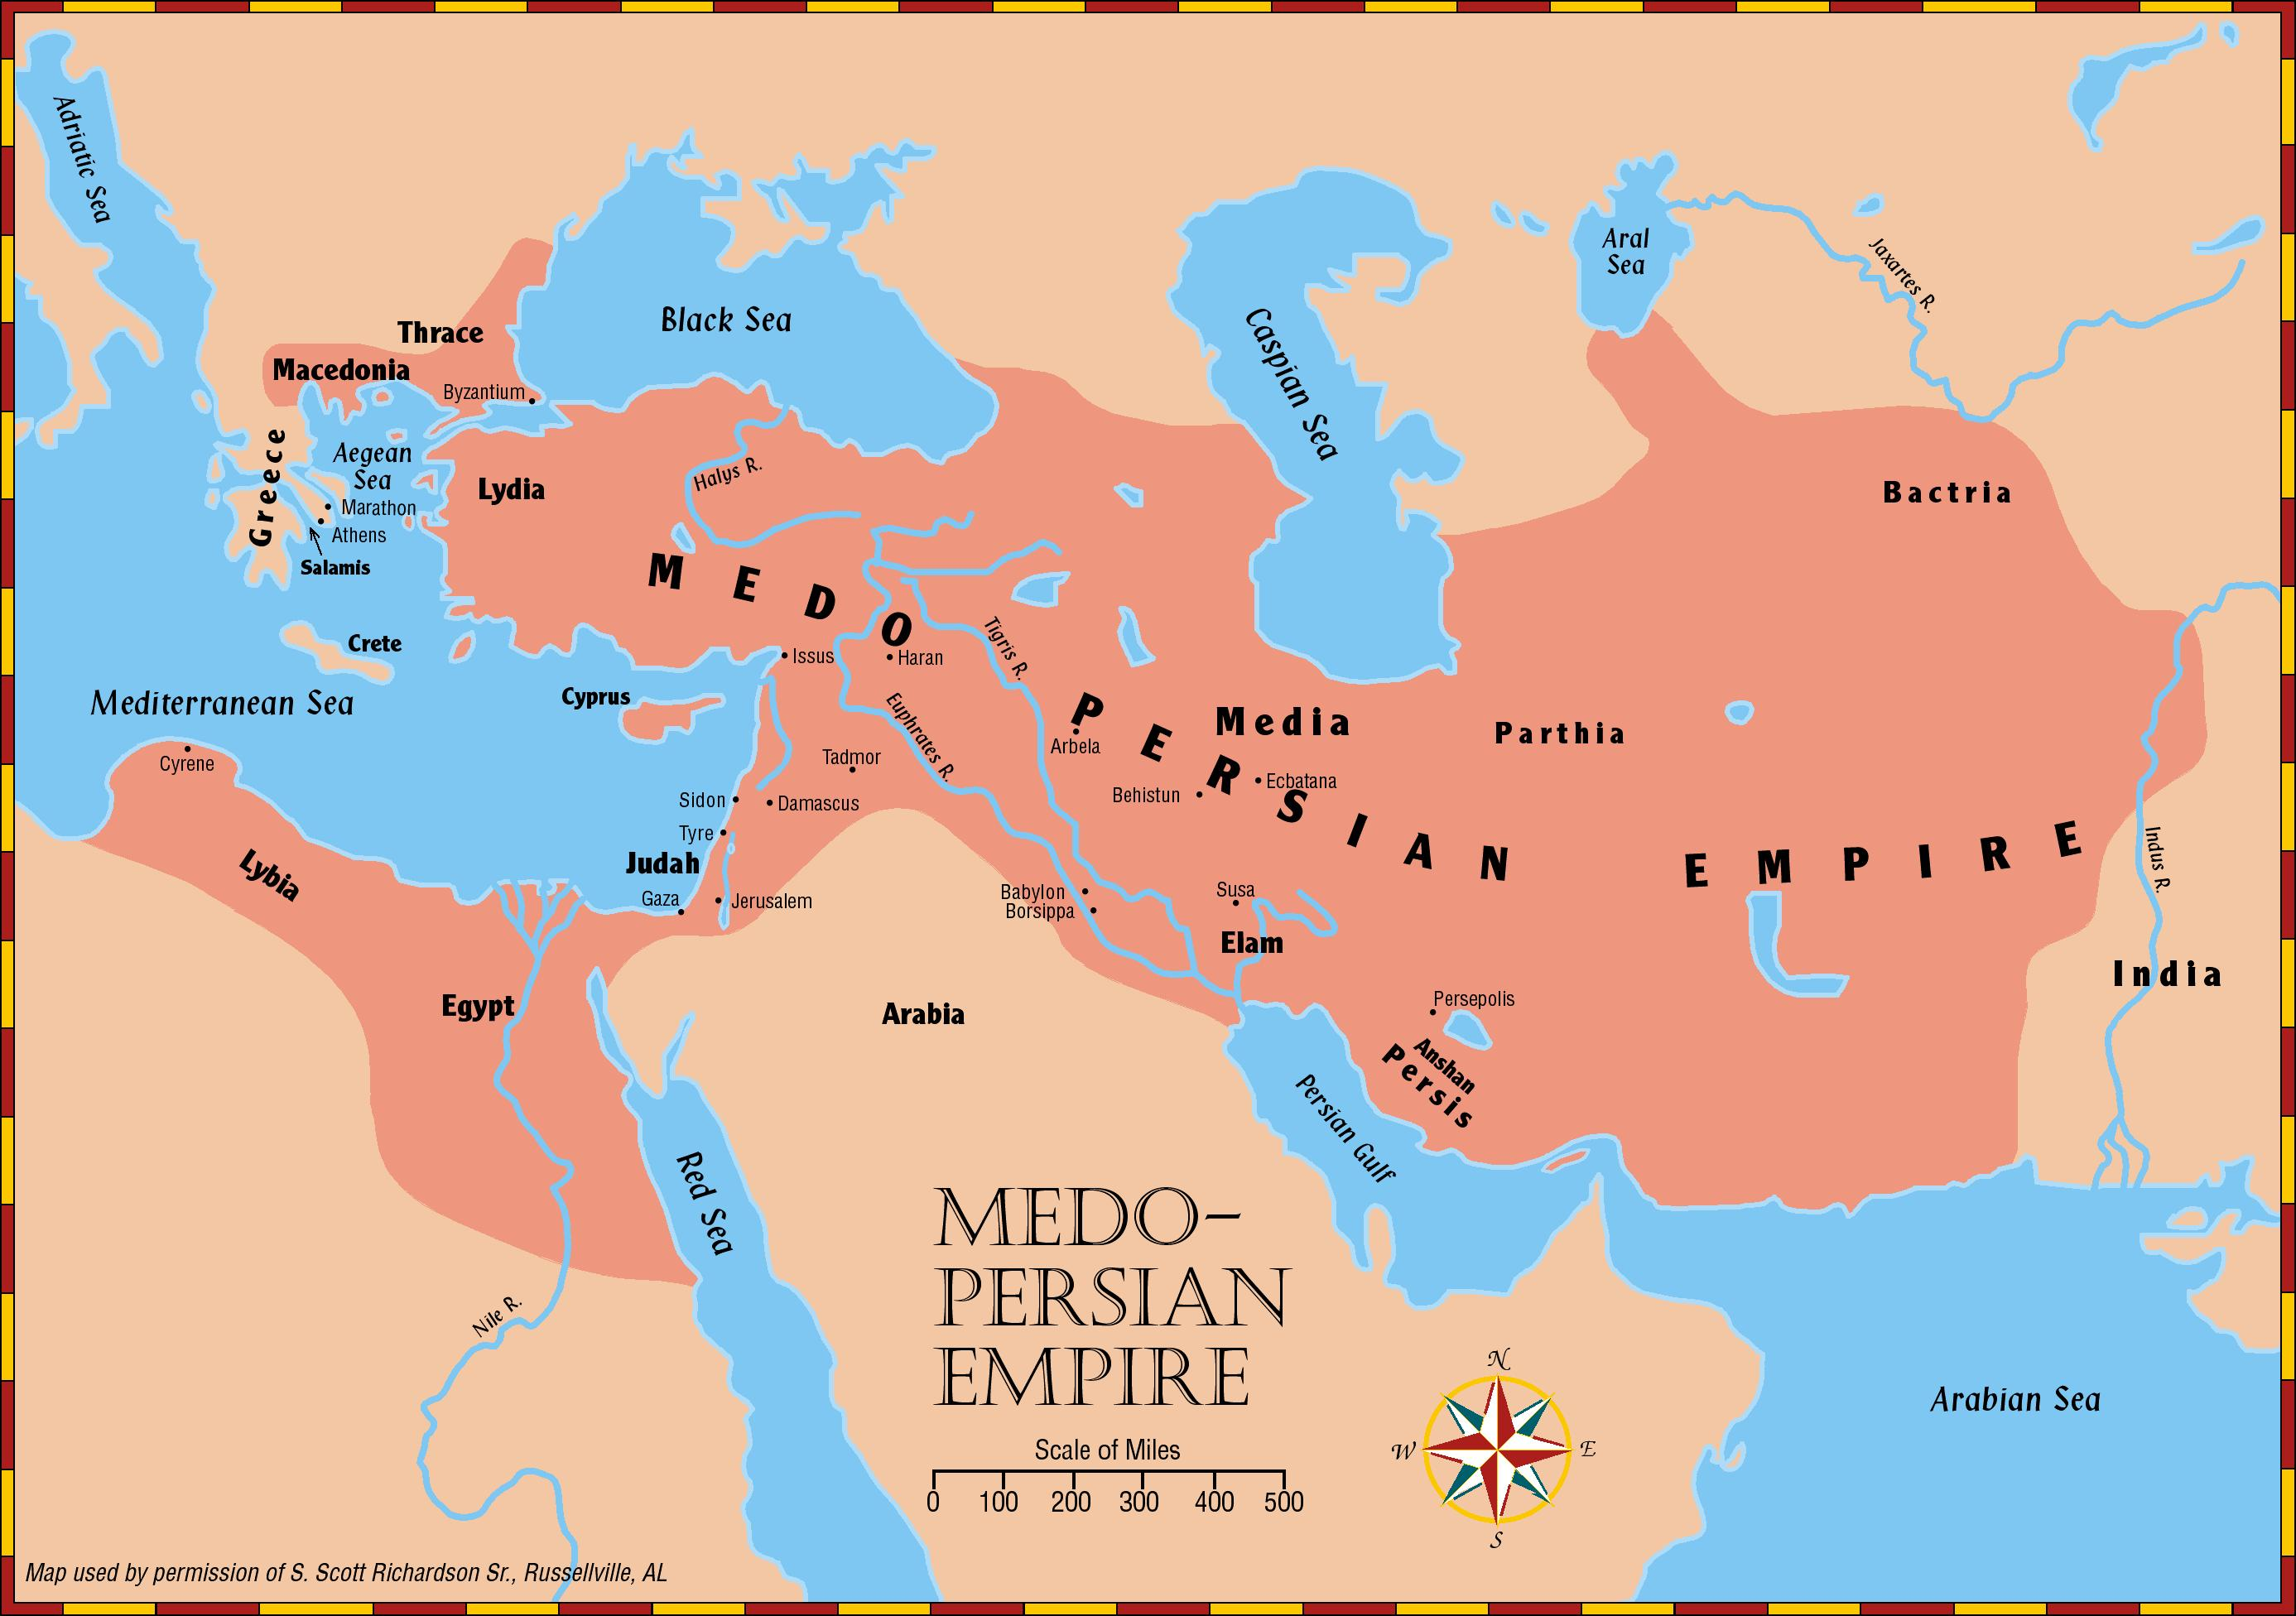 Adriatic Sea
Black Sea
Caspian Sea
Aral
Sea
Jaxartes R.
Thrace
Macedonia
Byzantium
Greece
Aegean
Sea
Marathon
Athens
Salamis
Lydia
Halys R.
Bactria
MEDO
PERSIAN
EMPIRE
Crete
Mediterranean Sea
Cyprus
Issus
Haran
Tigris R.
Euphrates R.
Arbela
Media
Parthia
Cyrene
Tadmor
Behistun
Ecbatana
Sidon
Damascus
Tyre
Judah
Gaza
Jerusalem
Lybia
Babylon
Borsippa
Susa
Elam
Indus R.
India
Egypt
Arabia
Persepolis
Anshan
Persis
Persian Gulf
Red Sea
Nile R.
MEDO-
PERSIAN
EMPIRE
Scale of Miles
0 100 200 300 400 500
N
W E
S
Arabian Sea
Map used by permission of S. Scott Richardson Sr., Russellville, AL